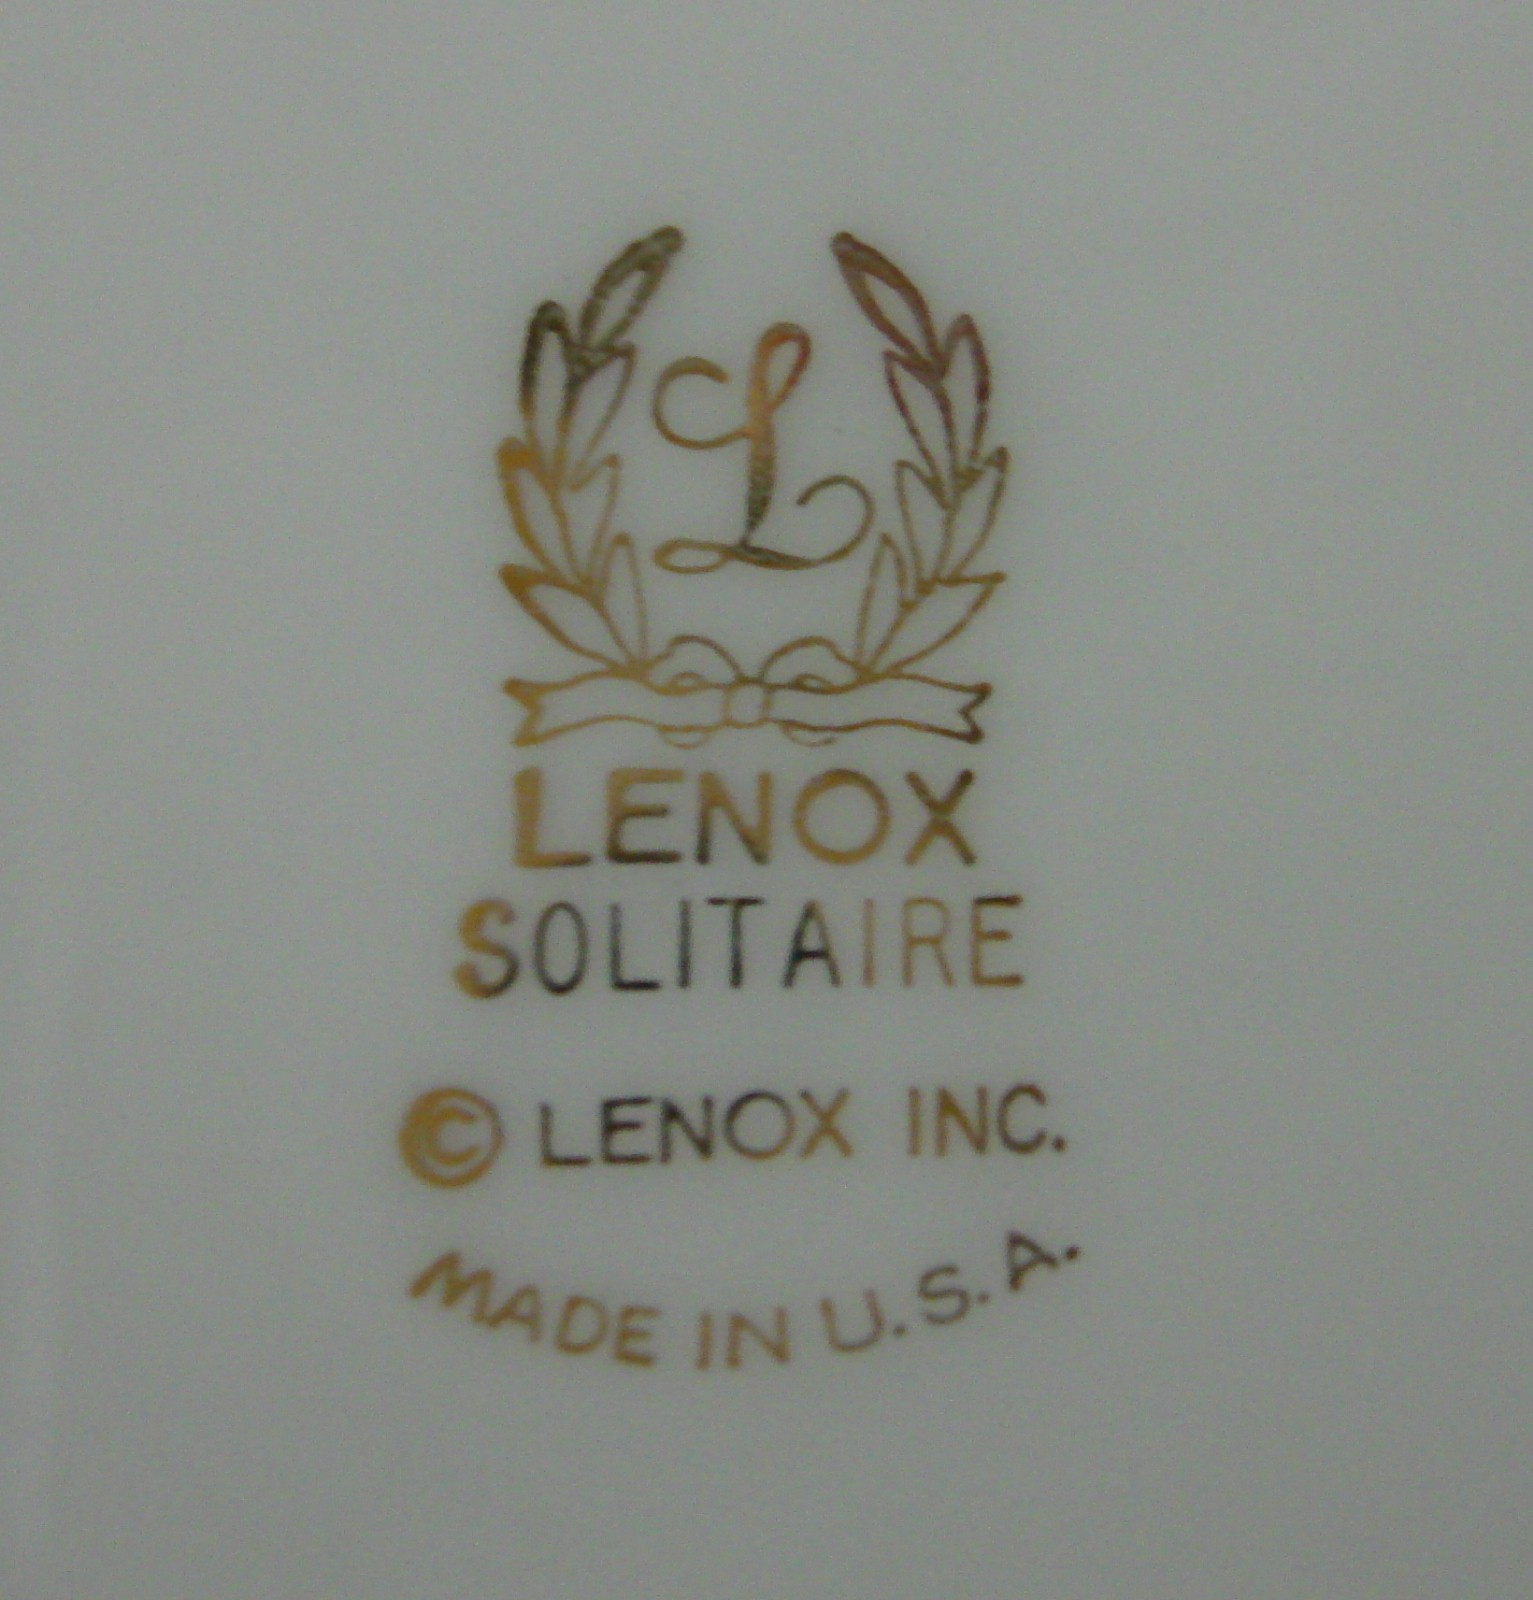 L
LENOX
SOLITAIRE
© LENOX INC.
MADE IN U.S.A.